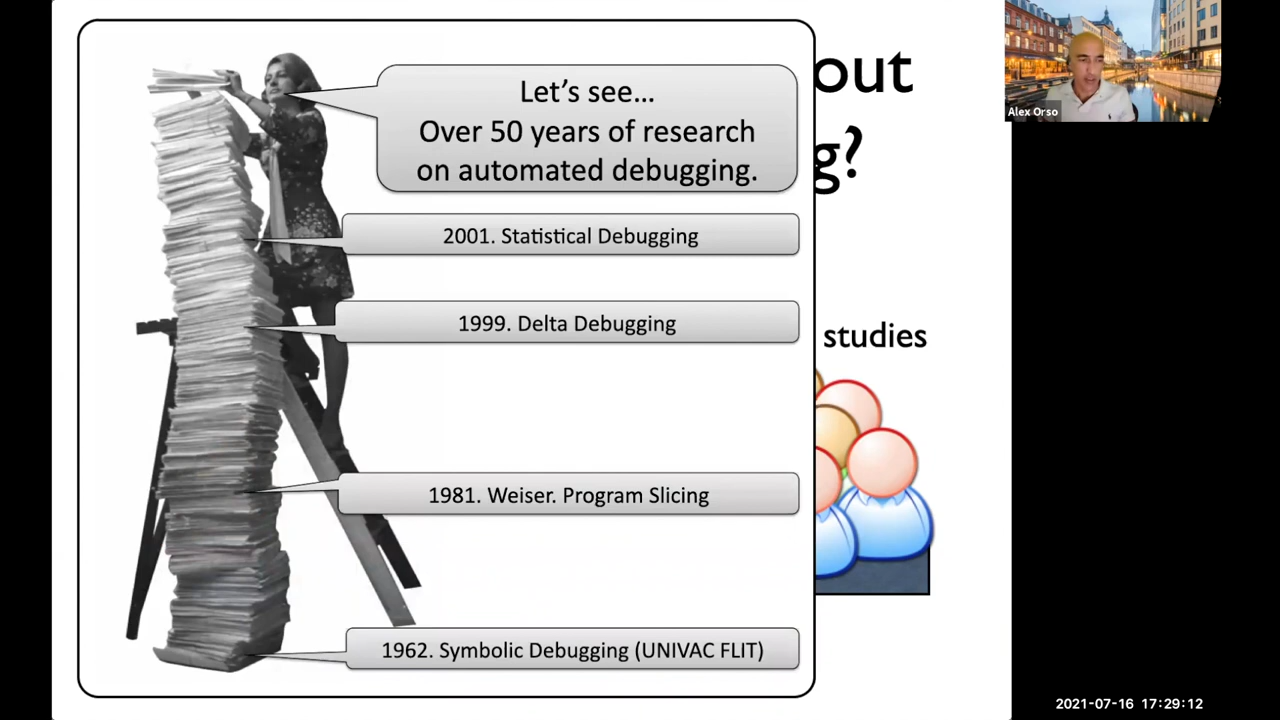 Let's see...
Over 50 years of research
on automated debugging.
2001. Statistical Debugging
1999. Delta Debugging
1981. Weiser. Program Slicing
1962. Symbolic Debugging (UNIVAC FLIT)
out
g?
studies
Alex Orso
2021-07-16 17:29:12